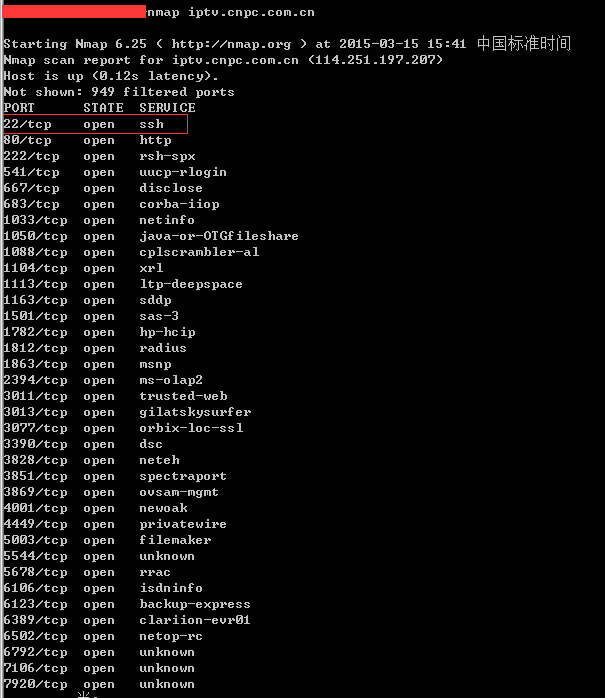 nmap iptv.cnpc.com.cn
Starting Nmap 6.25 ( http://nmap.org ) at 2015-03-15 15:41 中国标准时间
Nmap scan report for iptv.cnpc.com.cn (114.251.197.207)
Host is up (0.12s latency).
Not shown: 949 filtered ports
PORT STATE SERVICE
22/tcp open ssh
80/tcp open http
222/tcp open rsh-spx
541/tcp open uucp-rlogin
667/tcp open disclose
683/tcp open corba-iiop
1033/tcp open netinfo
1050/tcp open java-or-OTGfileshare
1088/tcp open cplscrambler-al
1104/tcp open xrl
1113/tcp open ltp-deepspace
1163/tcp open sddp
1501/tcp open sas-3
1782/tcp open hp-hcip
1812/tcp open radius
1863/tcp open msnp
2394/tcp open ms-olap2
3011/tcp open trusted-web
3013/tcp open gilatskysurfer
3077/tcp open orbix-loc-ssl
3390/tcp open dsc
3828/tcp open neteh
3851/tcp open spectraport
3869/tcp open ovsam-mgmt
4001/tcp open newoak
4449/tcp open privatewire
5003/tcp open filemaker
5544/tcp open unknown
5678/tcp open rrac
6106/tcp open isdninfo
6123/tcp open backup-express
6389/tcp open clariion-evr01
6502/tcp open netop-rc
6792/tcp open unknown
7106/tcp open unknown
7920/tcp open unknown